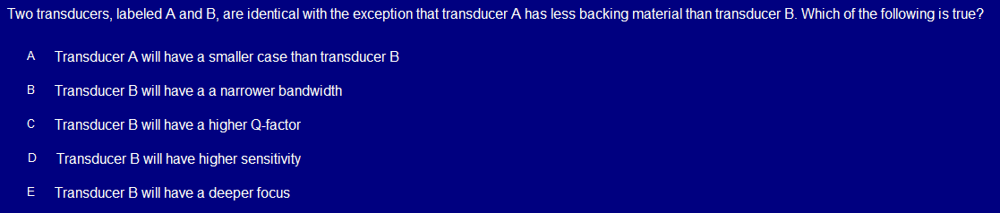 Two transducers, labeled A and B, are identical with the exception that transducer A has less backing material than transducer B. Which of the following is true?
A Transducer A will have a smaller case than transducer B
B Transducer B will have a a narrower bandwidth
C Transducer B will have a higher Q-factor
D Transducer B will have higher sensitivity
E Transducer B will have a deeper focus